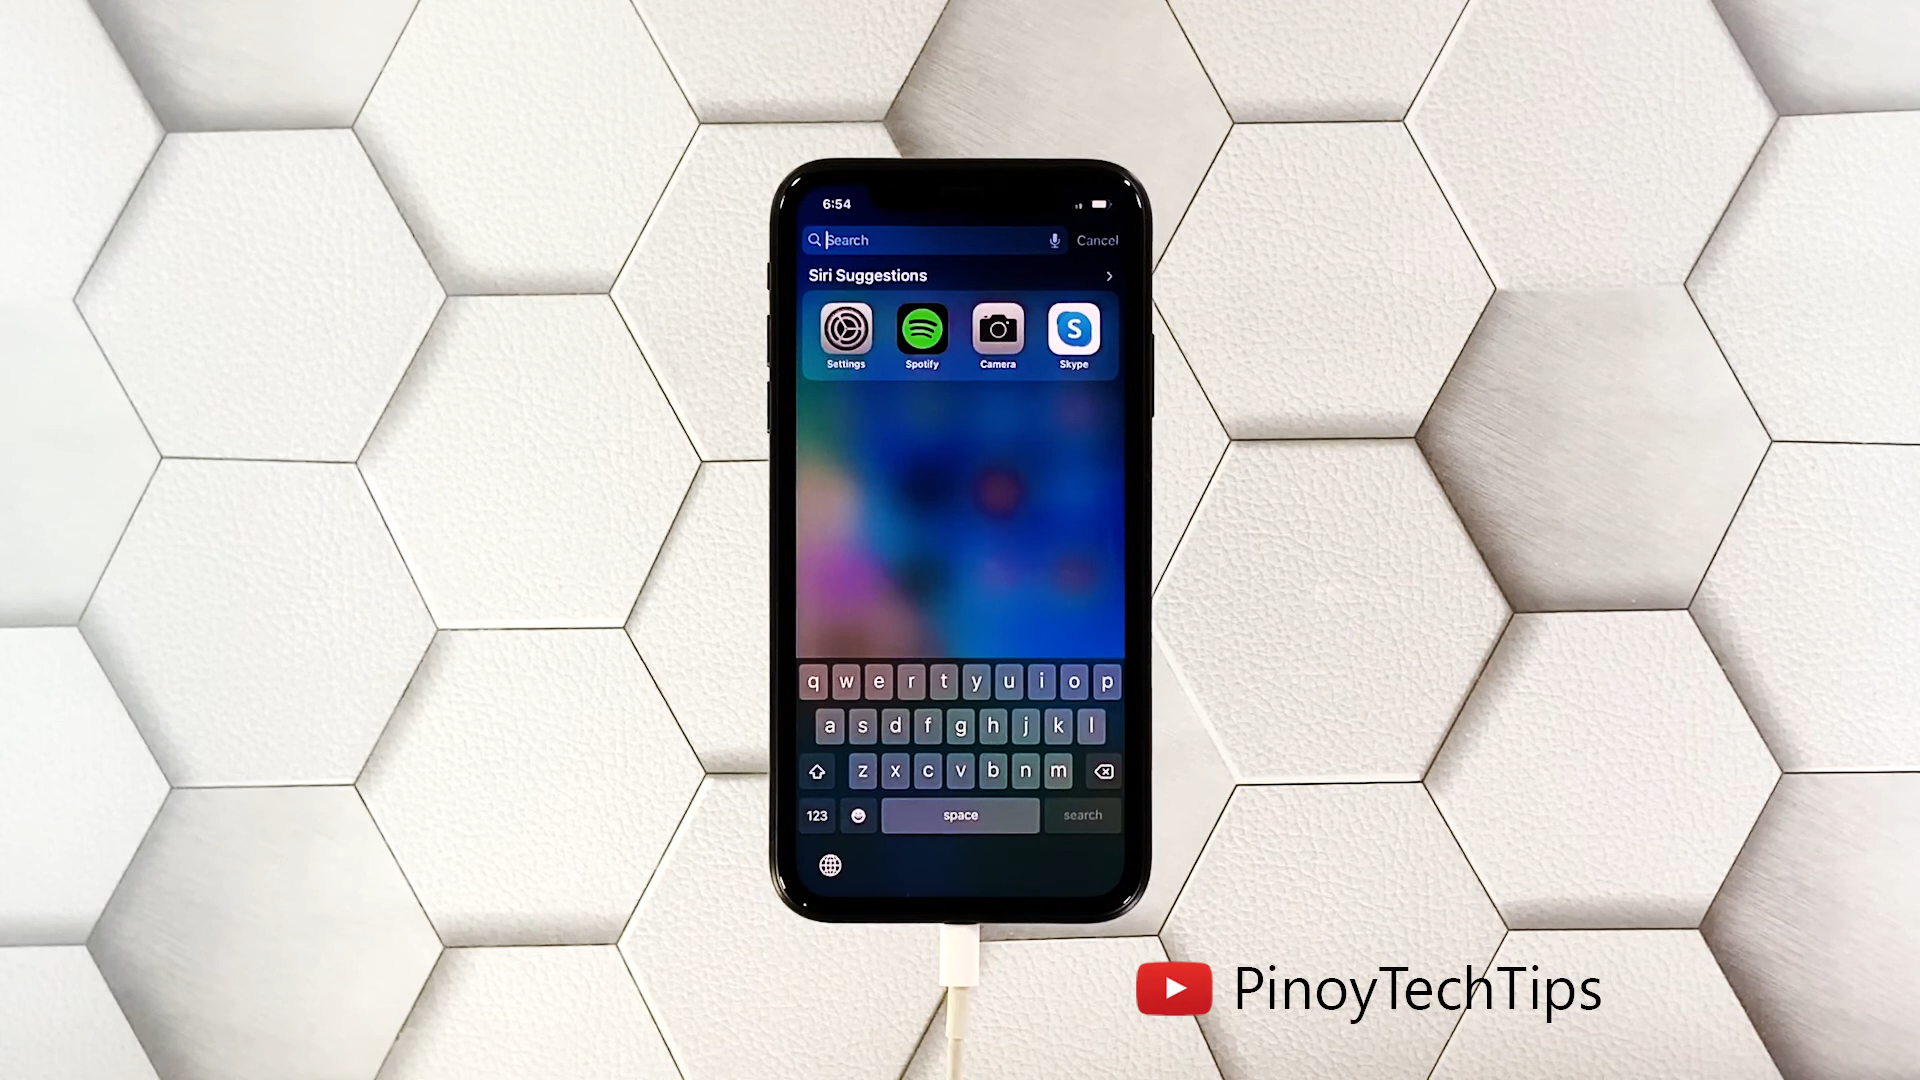 6:54
Search
Cancel
Siri Suggestions
Settings Spotify Camera Skype
q w e r t y u i o p
a s d f g h j k l
z x c v b n m
123 space search
PinoyTechTips